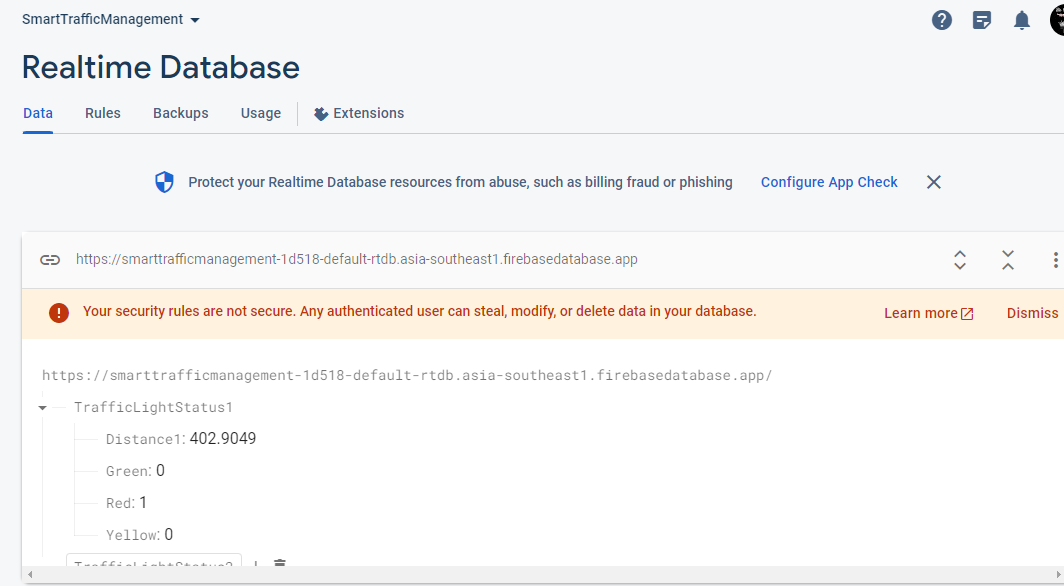 SmartTrafficManagement
Realtime Database
Data Rules Backups Usage Extensions
Protect your Realtime Database resources from abuse, such as billing fraud or phishing Configure App Check
https://smarttrafficmanagement-1d518-default-rtdb.asia-southeast1.firebasedatabase.app
Your security rules are not secure. Any authenticated user can steal, modify, or delete data in your database. Learn more Dismiss
https://smarttrafficmanagement-1d518-default-rtdb.asia-southeast1.firebasedatabase.app/
TrafficLightStatus1
Distance1: 402.9049
Green: 0
Red: 1
Yellow: 0